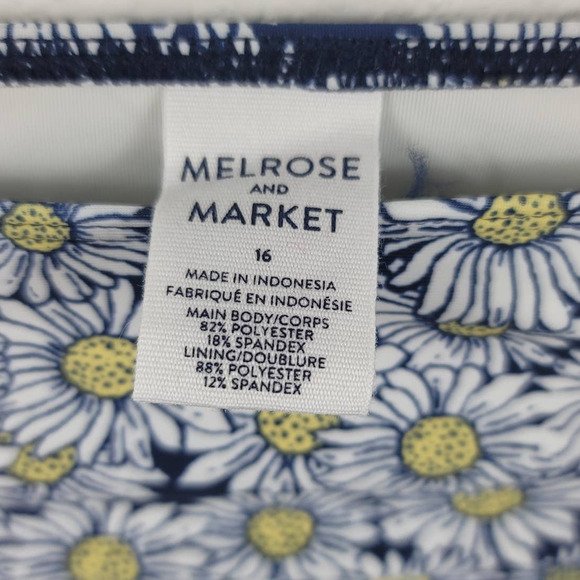 MELROSE
AND
MARKET
16
MADE IN INDONESIA
FABRIQUÉ EN INDONÉSIE
MAIN BODY/CORPS
82% POLYESTER
18% SPANDEX
LINING/DOUBLURE
88% POLYESTER
12% SPANDEX